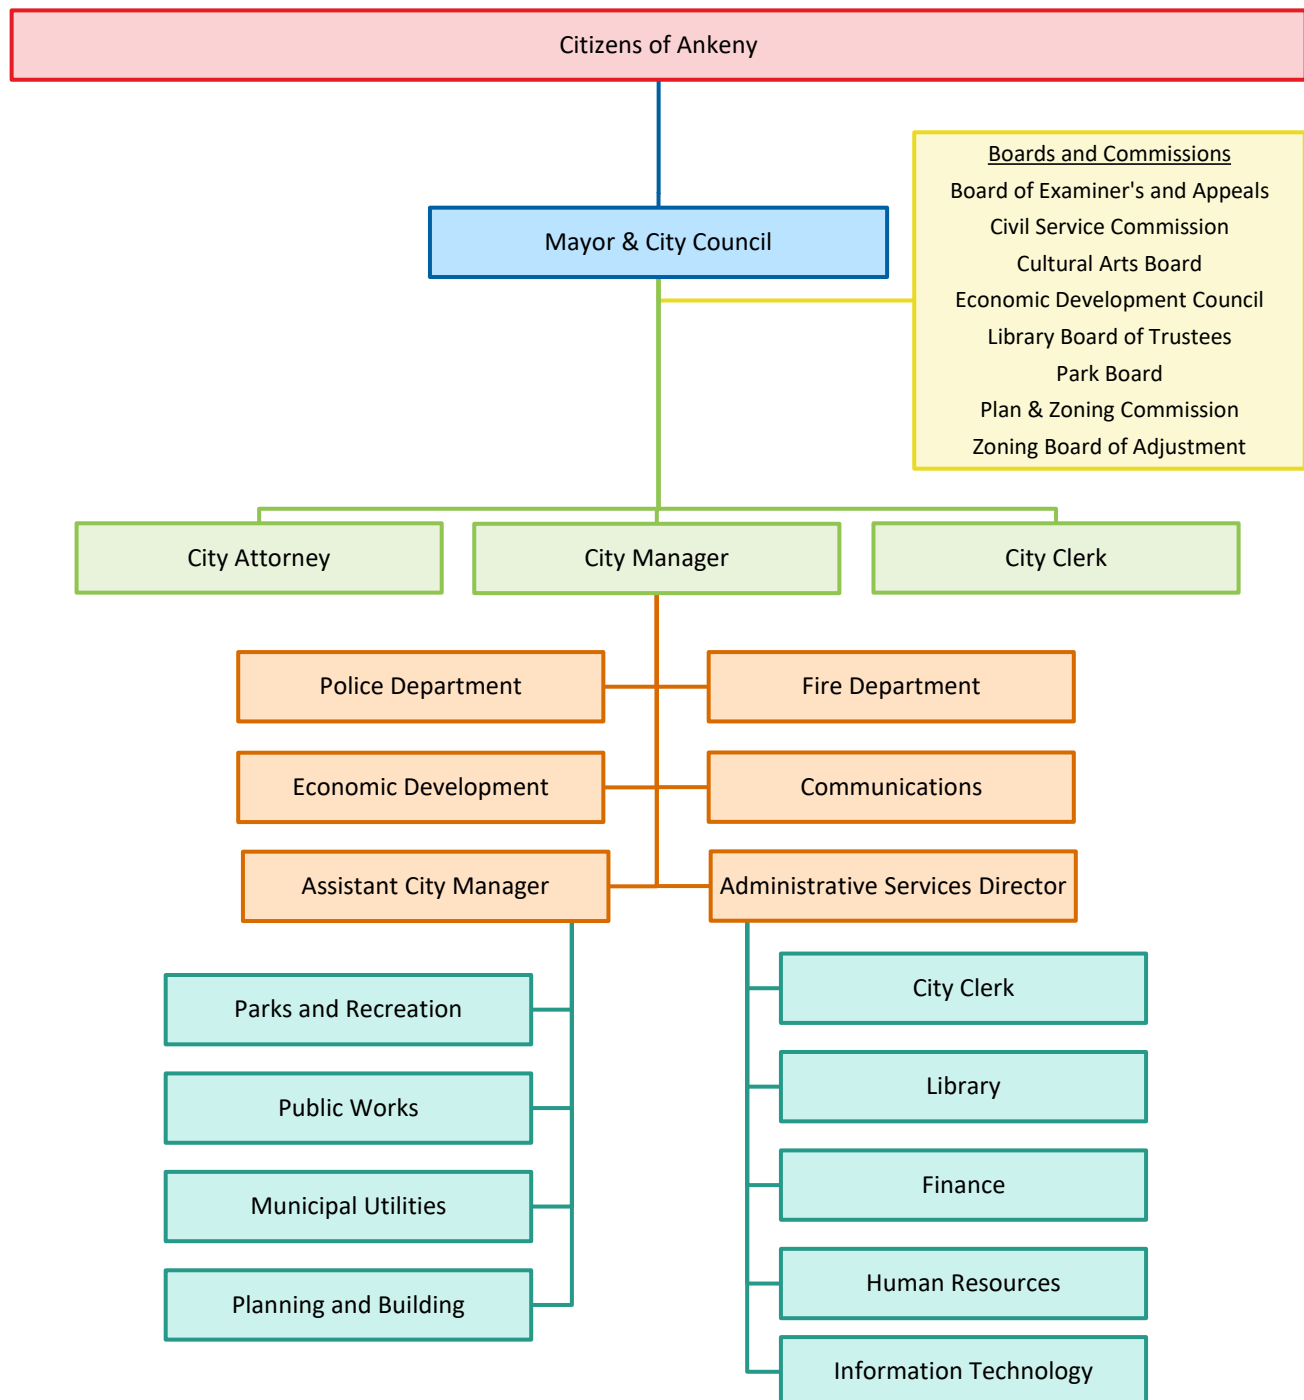 Citizens of Ankeny
Boards and Commissions
Board of Examiner's and Appeals
Civil Service Commission
Cultural Arts Board
Economic Development Council
Library Board of Trustees
Park Board
Plan & Zoning Commission
Zoning Board of Adjustment
Mayor & City Council
City Attorney
City Manager
City Clerk
Police Department
Fire Department
Economic Development
Communications
Assistant City Manager
Administrative Services Director
Parks and Recreation
Public Works
Municipal Utilities
Planning and Building
City Clerk
Library
Finance
Human Resources
Information Technology